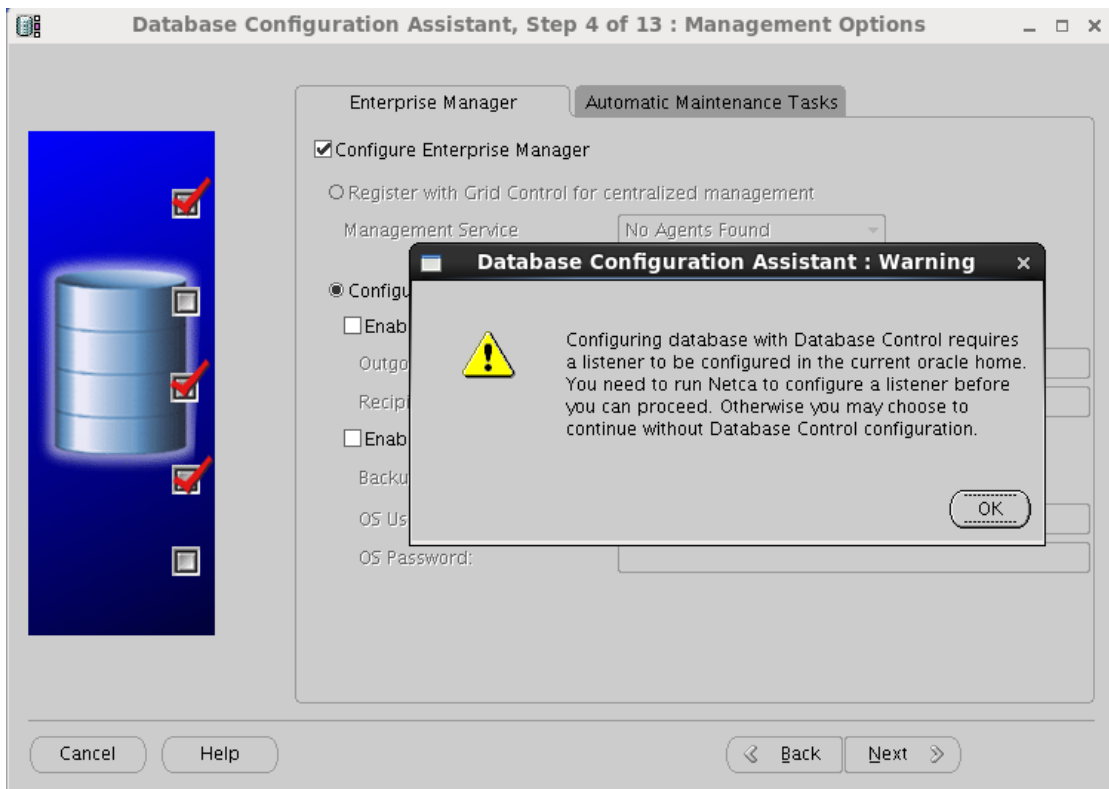 Database Configuration Assistant, Step 4 of 13 : Management Options
Enterprise Manager
Automatic Maintenance Tasks
Configure Enterprise Manager
Register with Grid Control for centralized management
Management Service
No Agents Found
Database Configuration Assistant : Warning
Configu
Enab
Outgo
Recipi
Enab
Backu
OS Us
OS Password:
Configuring database with Database Control requires
a listener to be configured in the current oracle home.
You need to run Netca to configure a listener before
you can proceed. Otherwise you may choose to
continue without Database Control configuration.
OK
Cancel
Help
Back
Next